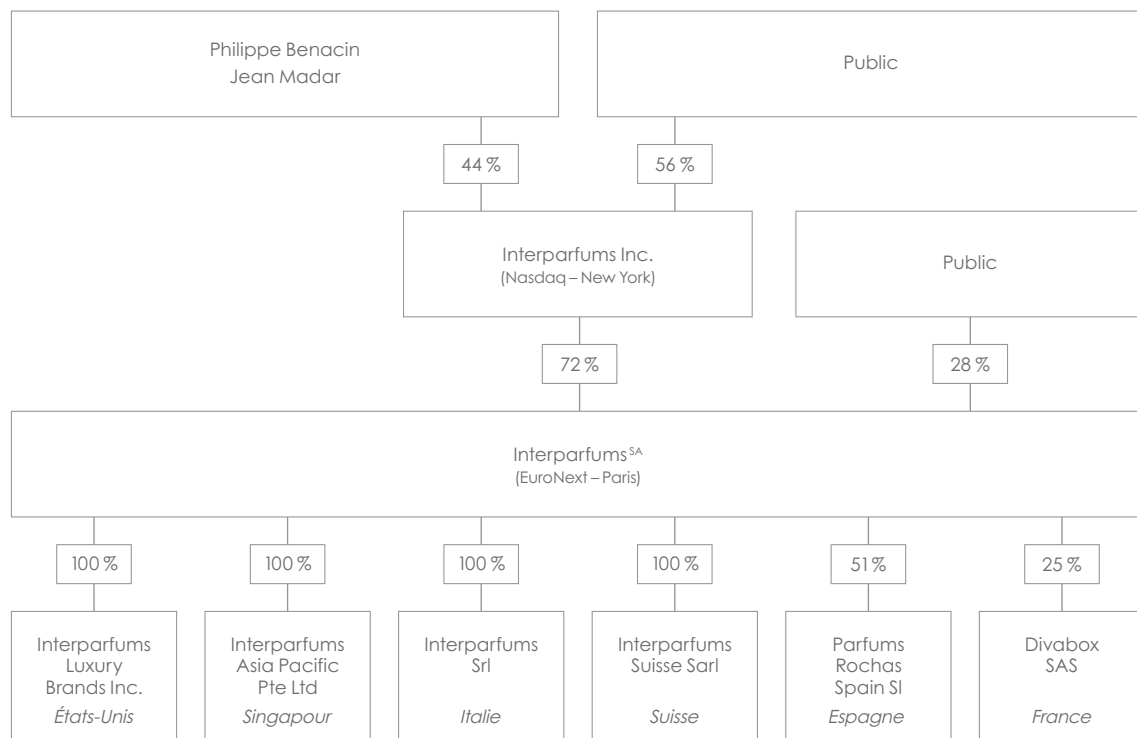 Philippe Benacin
Jean Madar
Public
44 %
56 %
Interparfums Inc.
(Nasdaq – New York)
Public
72 %
28 %
Interparfums SA
(EuroNext – Paris)
100 %
100 %
100 %
100 %
51 %
25 %
Interparfums
Luxury
Brands Inc.
États-Unis
Interparfums
Asia Pacific
Pte Ltd
Singapour
Interparfums
Srl
Italie
Interparfums
Suisse Sarl
Suisse
Parfums
Rochas
Spain Sl
Espagne
Divabox
SAS
France